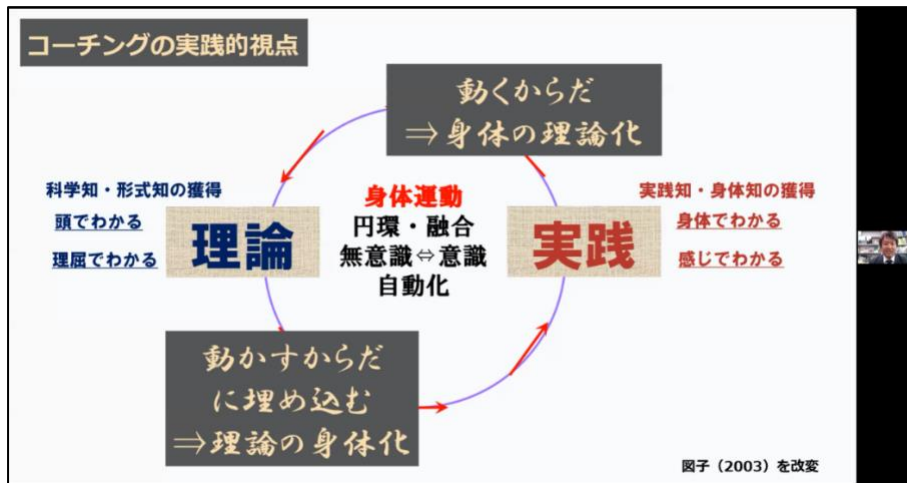 コーチングの実践的視点
動くからだ
⇒身体の理論化
科学知・形式知の獲得
頭でわかる
理屈でわかる
理論
身体運動
円環・融合
無意識⇔意識
自動化
実践
実践知・身体知の獲得
身体でわかる
感じでわかる
動かすからだ
に埋め込む
⇒理論の身体化
図子（2003）を改変